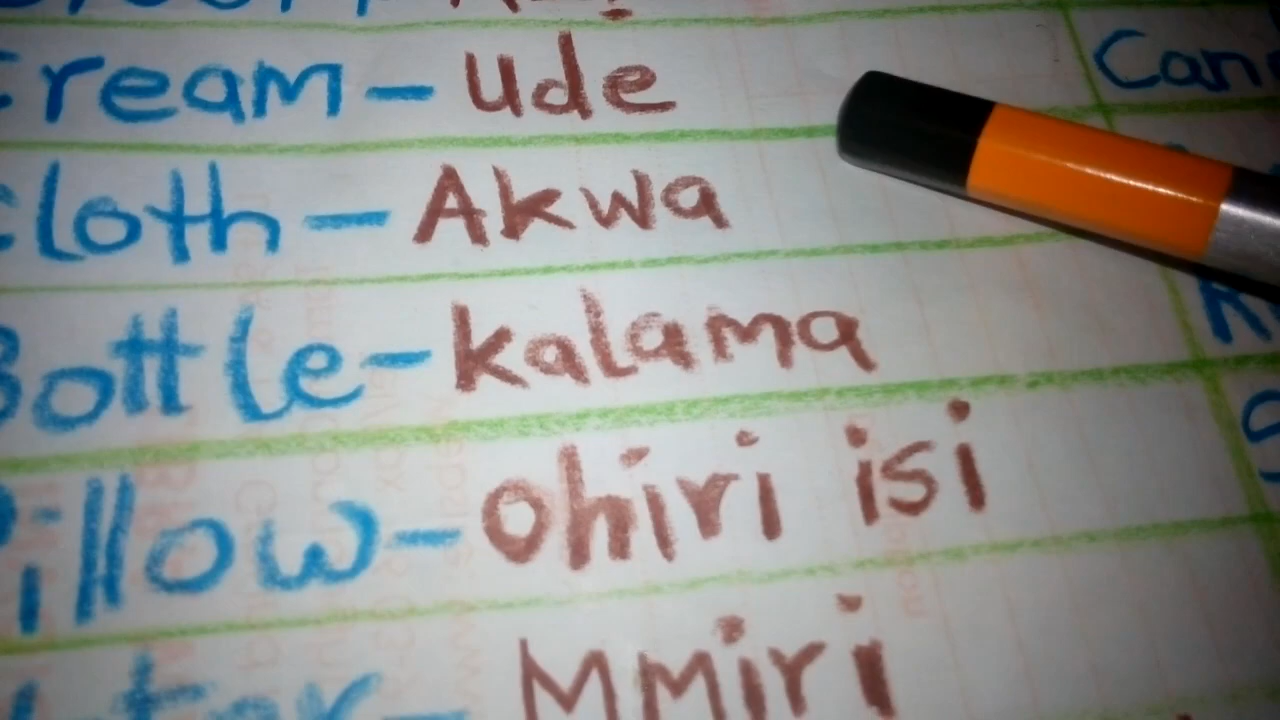 Cream - Ude
Cloth - Akwa
Bottle - Kalama
Pillow - Ohiri isi
Mmiri